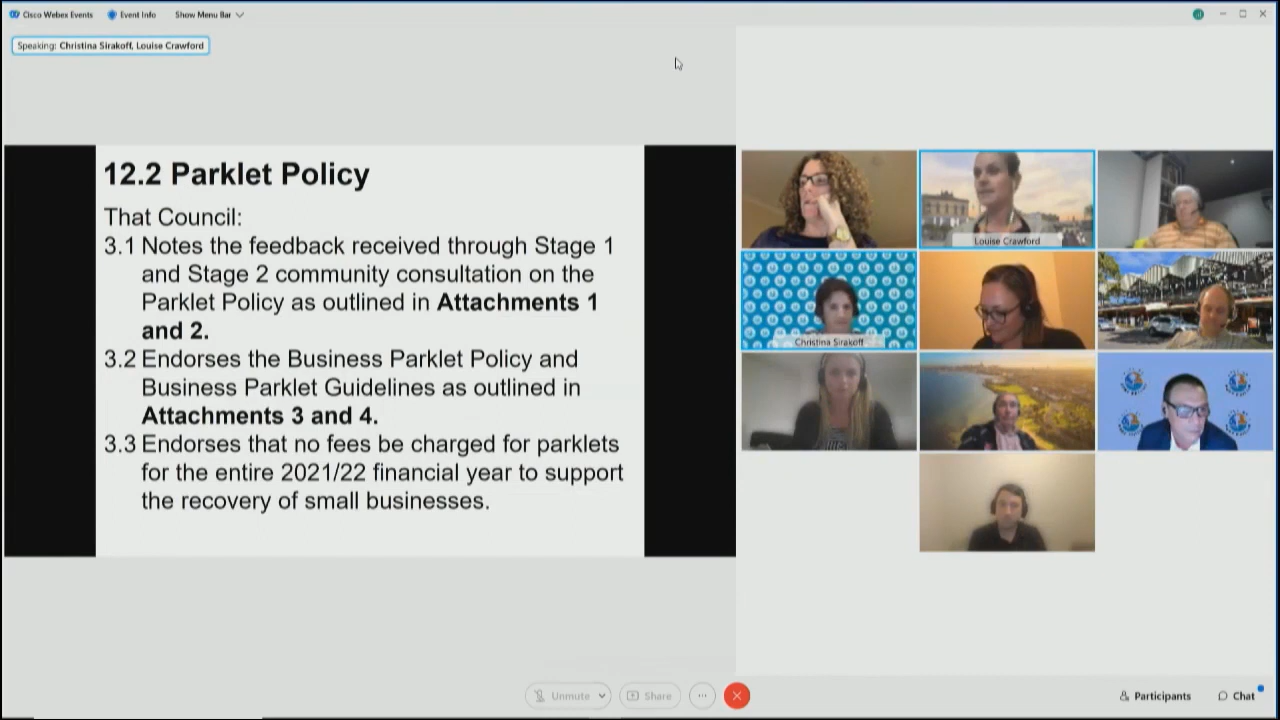 Cisco Webex Events Event Info Show Menu Bar
Speaking: Christina Sirakoff, Louise Crawford
12.2 Parklet Policy
That Council:
3.1 Notes the feedback received through Stage 1
and Stage 2 community consultation on the
Parklet Policy as outlined in Attachments 1
and 2.
3.2 Endorses the Business Parklet Policy and
Business Parklet Guidelines as outlined in
Attachments 3 and 4.
3.3 Endorses that no fees be charged for parklets
for the entire 2021/22 financial year to support
the recovery of small businesses.
Louise Crawford
Christina Sirakoff
Unmute Share Participants Chat